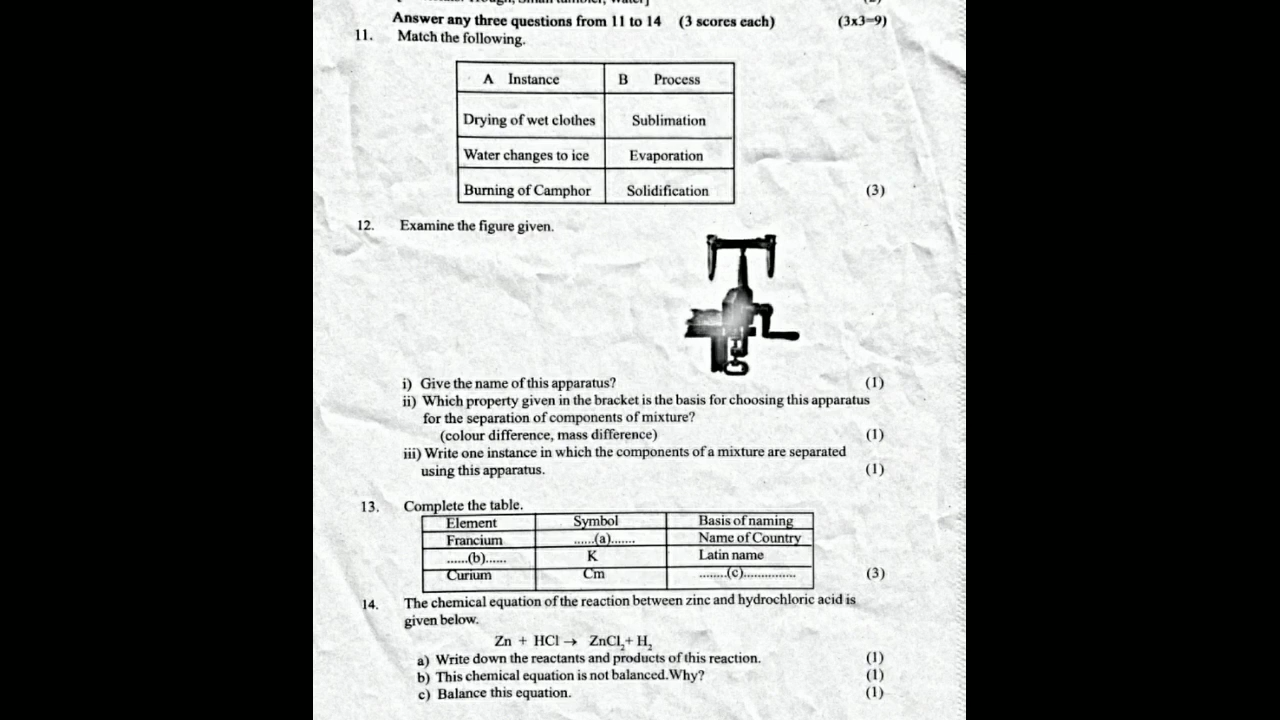 Answer any three questions from 11 to 14 (3 scores each) (3x3=9)
11. Match the following.
A Instance B Process
Drying of wet clothes Sublimation
Water changes to ice Evaporation
Burning of Camphor Solidification (3)
12. Examine the figure given.
i) Give the name of this apparatus? (1)
ii) Which property given in the bracket is the basis for choosing this apparatus
for the separation of components of mixture?
(colour difference, mass difference) (1)
iii) Write one instance in which the components of a mixture are separated
using this apparatus. (1)
13. Complete the table.
Element Symbol Basis of naming
Francium ......(a)....... Name of Country
......(b)...... K Latin name
Curium Cm ........(c)............... (3)
14. The chemical equation of the reaction between zinc and hydrochloric acid is
given below.
Zn + HCl → ZnCl₂+ H₂
a) Write down the reactants and products of this reaction. (1)
b) This chemical equation is not balanced.Why? (1)
c) Balance this equation. (1)